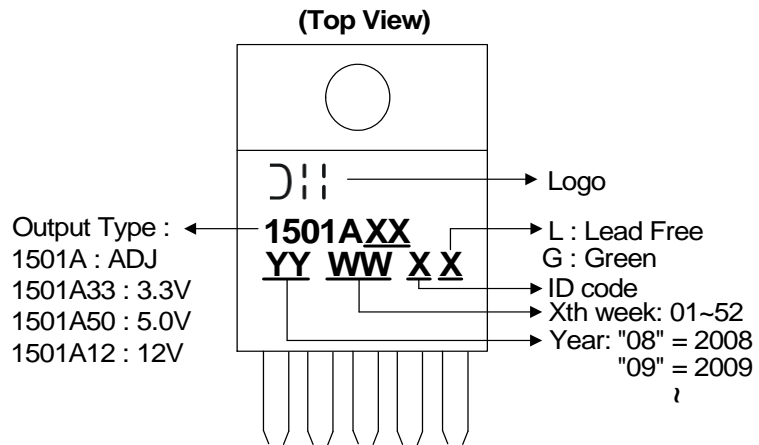 (Top View)
Logo
Output Type :
1501A : ADJ
1501A33 : 3.3V
1501A50 : 5.0V
1501A12 : 12V
1501AXX
YY WW X X
L : Lead Free
G : Green
ID code
Xth week: 01~52
Year: "08" = 2008
"09" = 2009
~